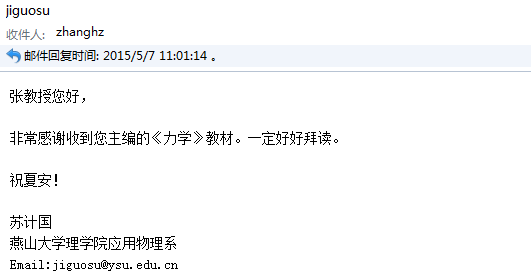 jiguosu
收件人: zhanghz
邮件回复时间: 2015/5/7 11:01:14 。
张教授您好，
非常感谢收到您主编的《力学》教材。一定好好拜读。
祝夏安！
苏计国
燕山大学理学院应用物理系
Email:jiguosu@ysu.edu.cn